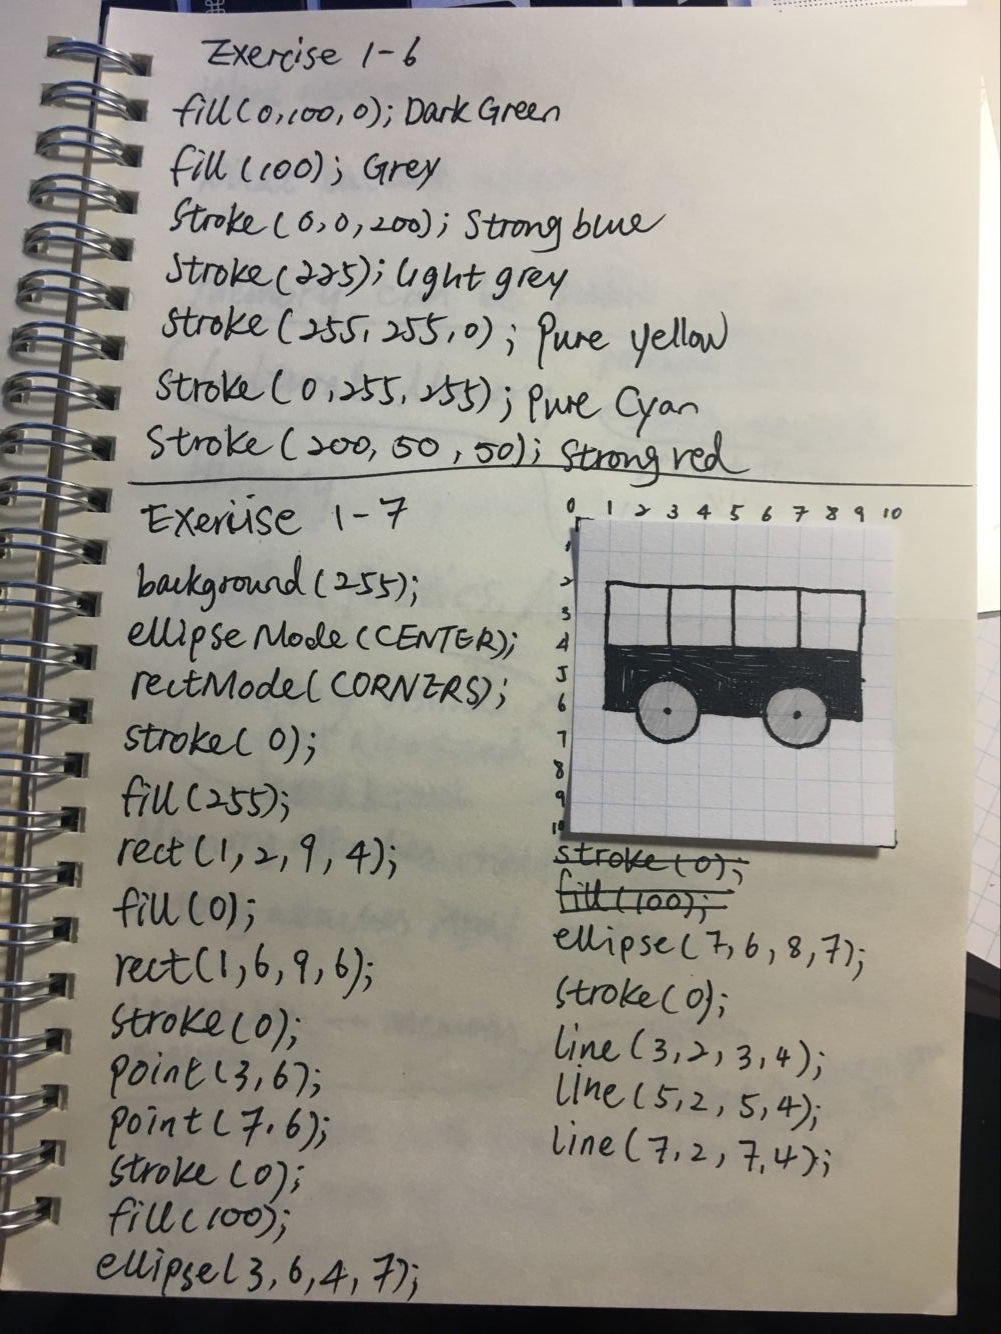 Exercise 1-6
fill(0,100,0); Dark Green
fill(100); Grey
Stroke(0,0,200); Strong blue
Stroke(225); light grey
Stroke(255,255,0); Pure yellow
Stroke(0,255,255); Pure Cyan
Stroke(200,50,50); Strong red
Exercise 1-7
background(255);
ellipse Mode(CENTER);
rectMode(CORNERS);
stroke(0);
fill(255);
rect(1,2,9,4);
fill(0);
rect(1,6,9,6);
Stroke(0);
point(3,6);
point(7,6);
stroke(0);
fill(100);
ellipse(3,6,4,7);
0 1 2 3 4 5 6 7 8 9 10
1
2
3
4
5
6
7
8
9
10
stroke(0);
fill(100);
ellipse(7,6,8,7);
stroke(0);
line(3,2,3,4);
line(5,2,5,4);
line(7,2,7,4);